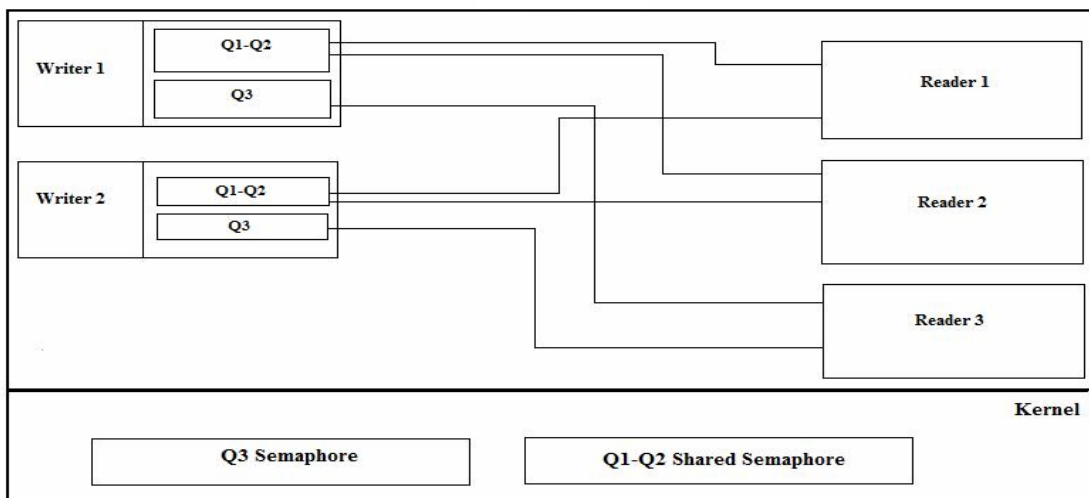 Writer 1
Q1-Q2
Q3
Reader 1
Writer 2
Q1-Q2
Q3
Reader 2
Reader 3
Kernel
Q3 Semaphore
Q1-Q2 Shared Semaphore